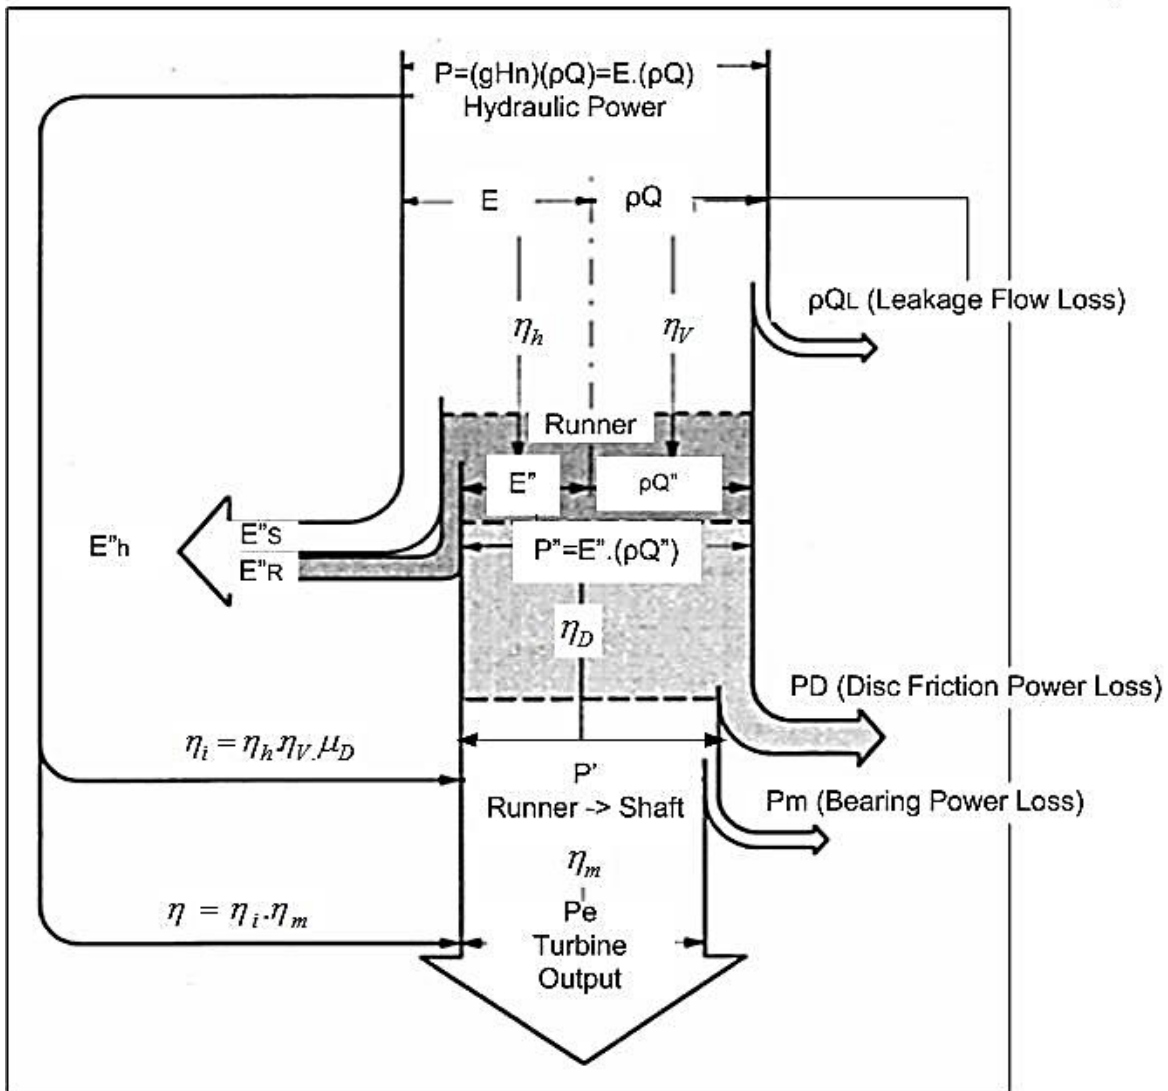 P=(gHn)(ρQ)=E.(ρQ)
Hydraulic Power
E
ρQ
ρQL (Leakage Flow Loss)
ηh
ηV
Runner
E”
ρQ”
E”h
E”S
E”R
P”=E”.(ρQ”)
ηD
PD (Disc Friction Power Loss)
ηi = ηh.ηV.μD
P’
Runner -> Shaft
Pm (Bearing Power Loss)
ηm
η = ηi.ηm
Pe
Turbine
Output